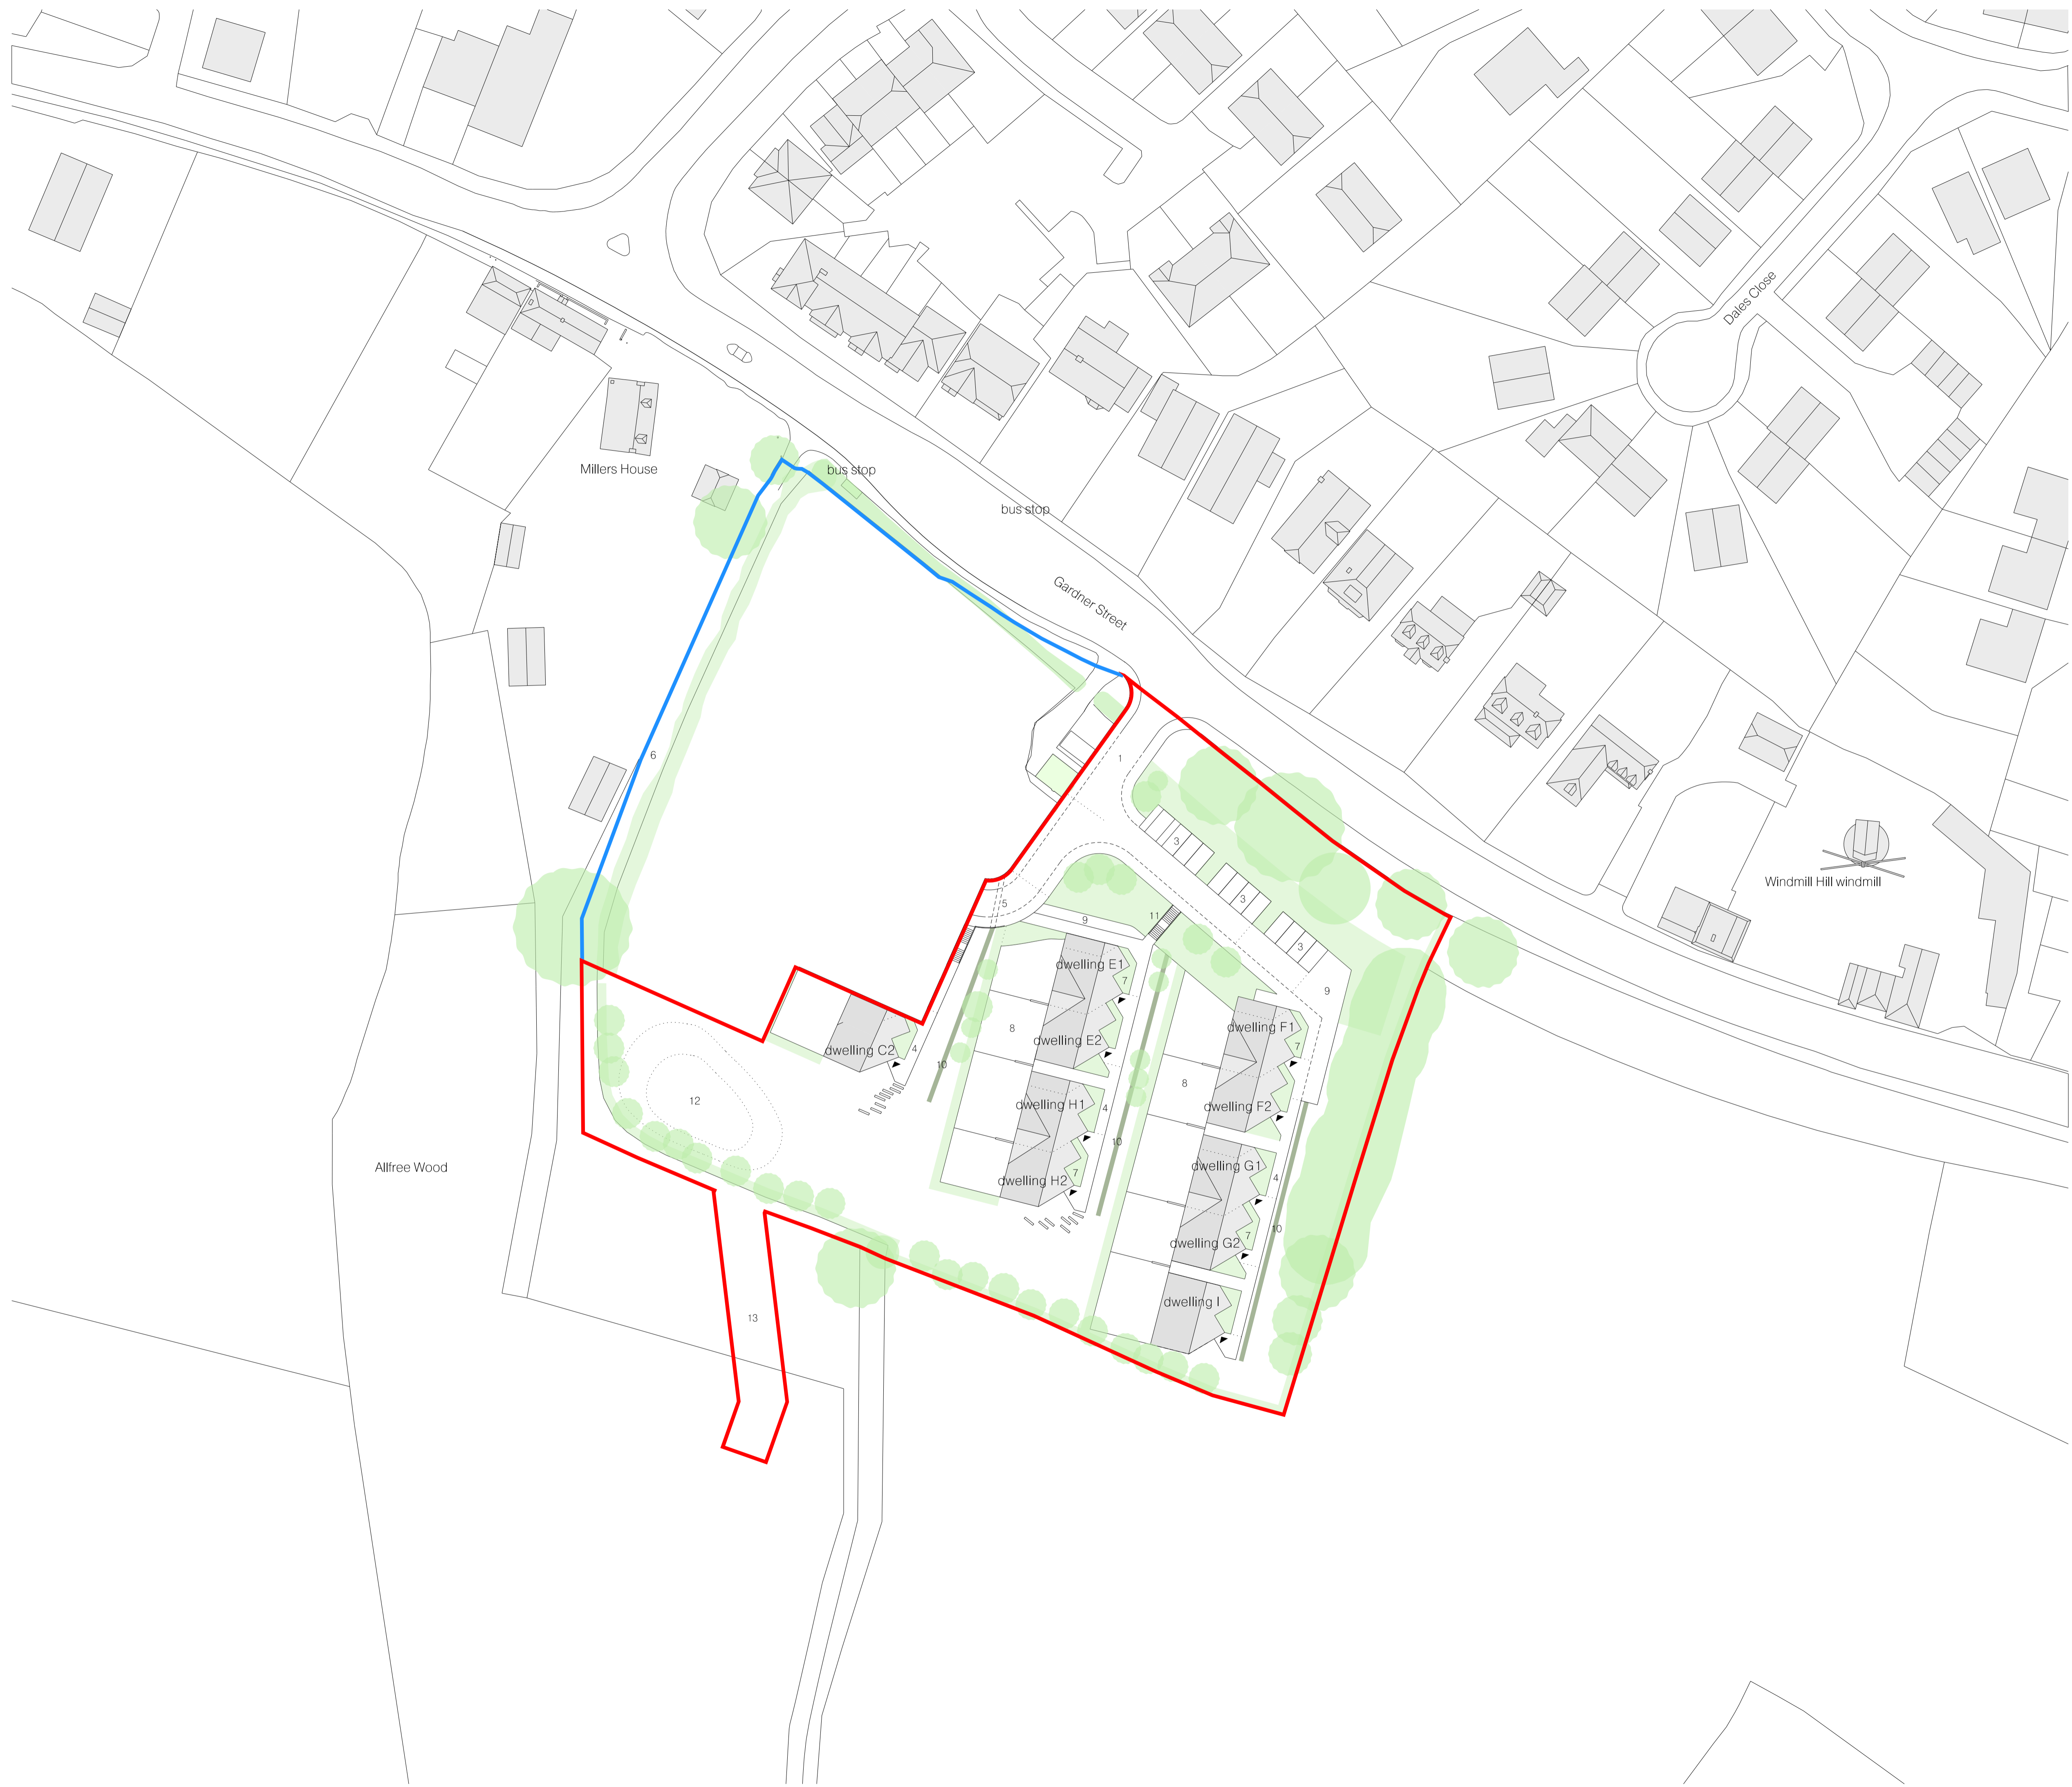 Dales Close
Millers House
bus stop
bus stop
Gardner Street
6
1
3
Windmill Hill windmill
3
5
9
11
3
dwelling E1
7
9
8
dwelling F1
dwelling E2
7
dwelling C2
4
10
8
12
dwelling H1
4
dwelling F2
10
Allfree Wood
dwelling G1
7
4
dwelling H2
10
7
dwelling G2
dwelling I
13